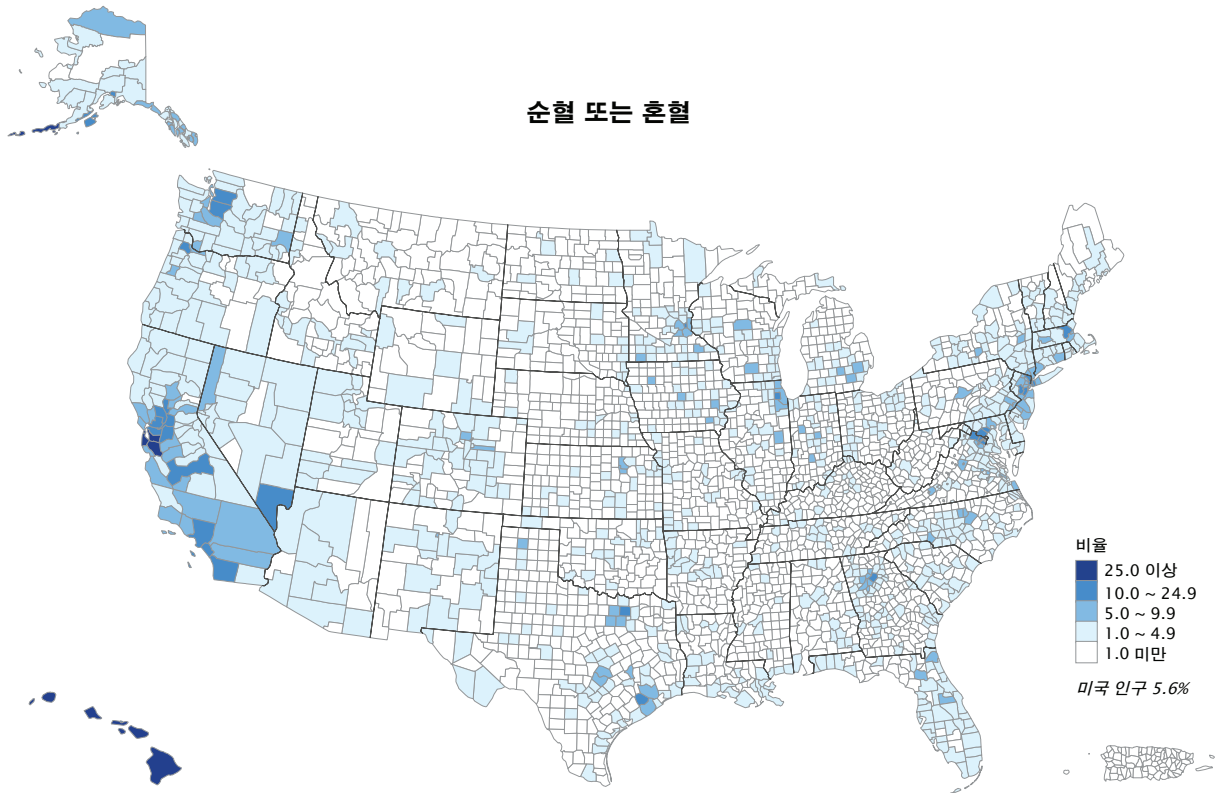 순혈 또는 혼혈
비율
25.0 이상
10.0 ~ 24.9
5.0 ~ 9.9
1.0 ~ 4.9
1.0 미만
미국 인구 5.6%